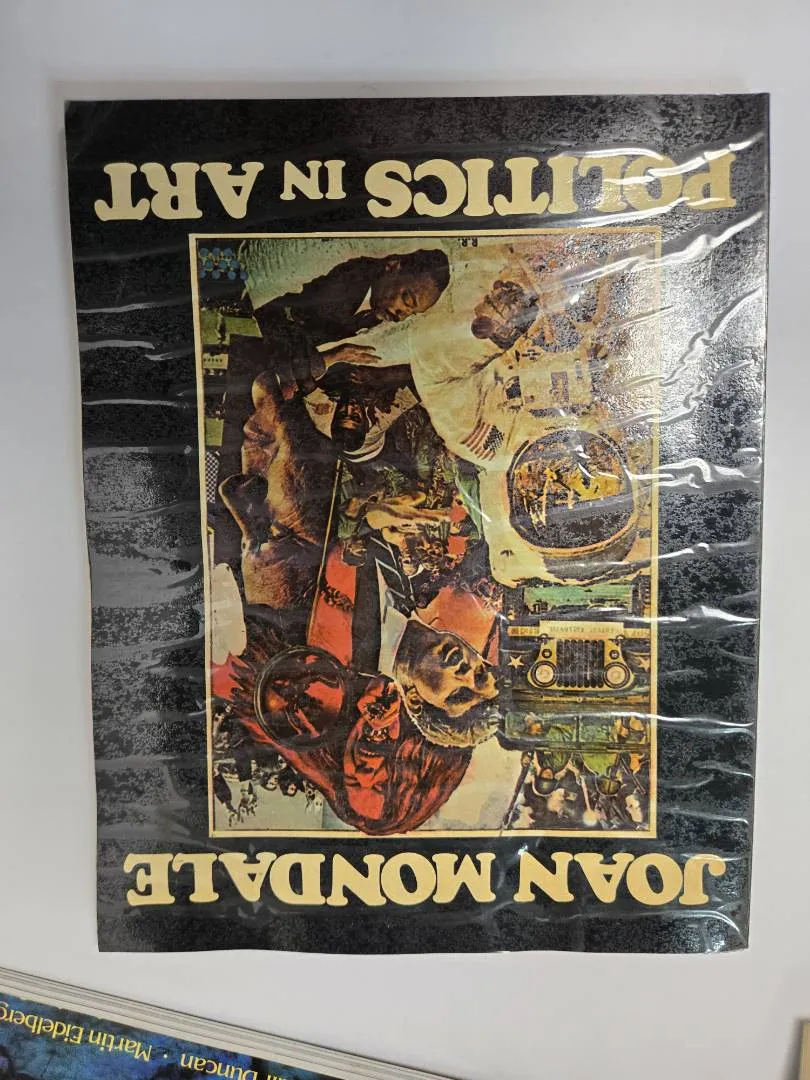 Duncan · Martin Eidelberg
JOAN MONDALE
POLITICS IN ART